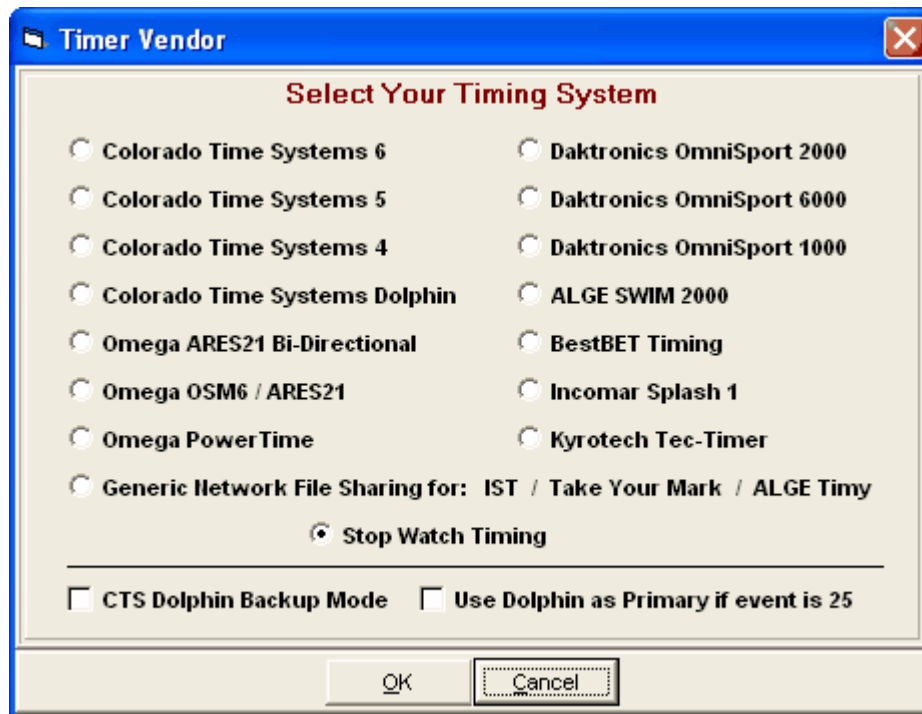 Timer Vendor
Select Your Timing System
Colorado Time Systems 6
Daktronics OmniSport 2000
Colorado Time Systems 5
Daktronics OmniSport 6000
Colorado Time Systems 4
Daktronics OmniSport 1000
Colorado Time Systems Dolphin
ALGE SWIM 2000
Omega ARES21 Bi-Directional
BestBET Timing
Omega OSM6 / ARES21
Incomar Splash 1
Omega PowerTime
Kyrotech Tec-Timer
Generic Network File Sharing for: IST / Take Your Mark / ALGE Timy
Stop Watch Timing
CTS Dolphin Backup Mode
Use Dolphin as Primary if event is 25
OK
Cancel